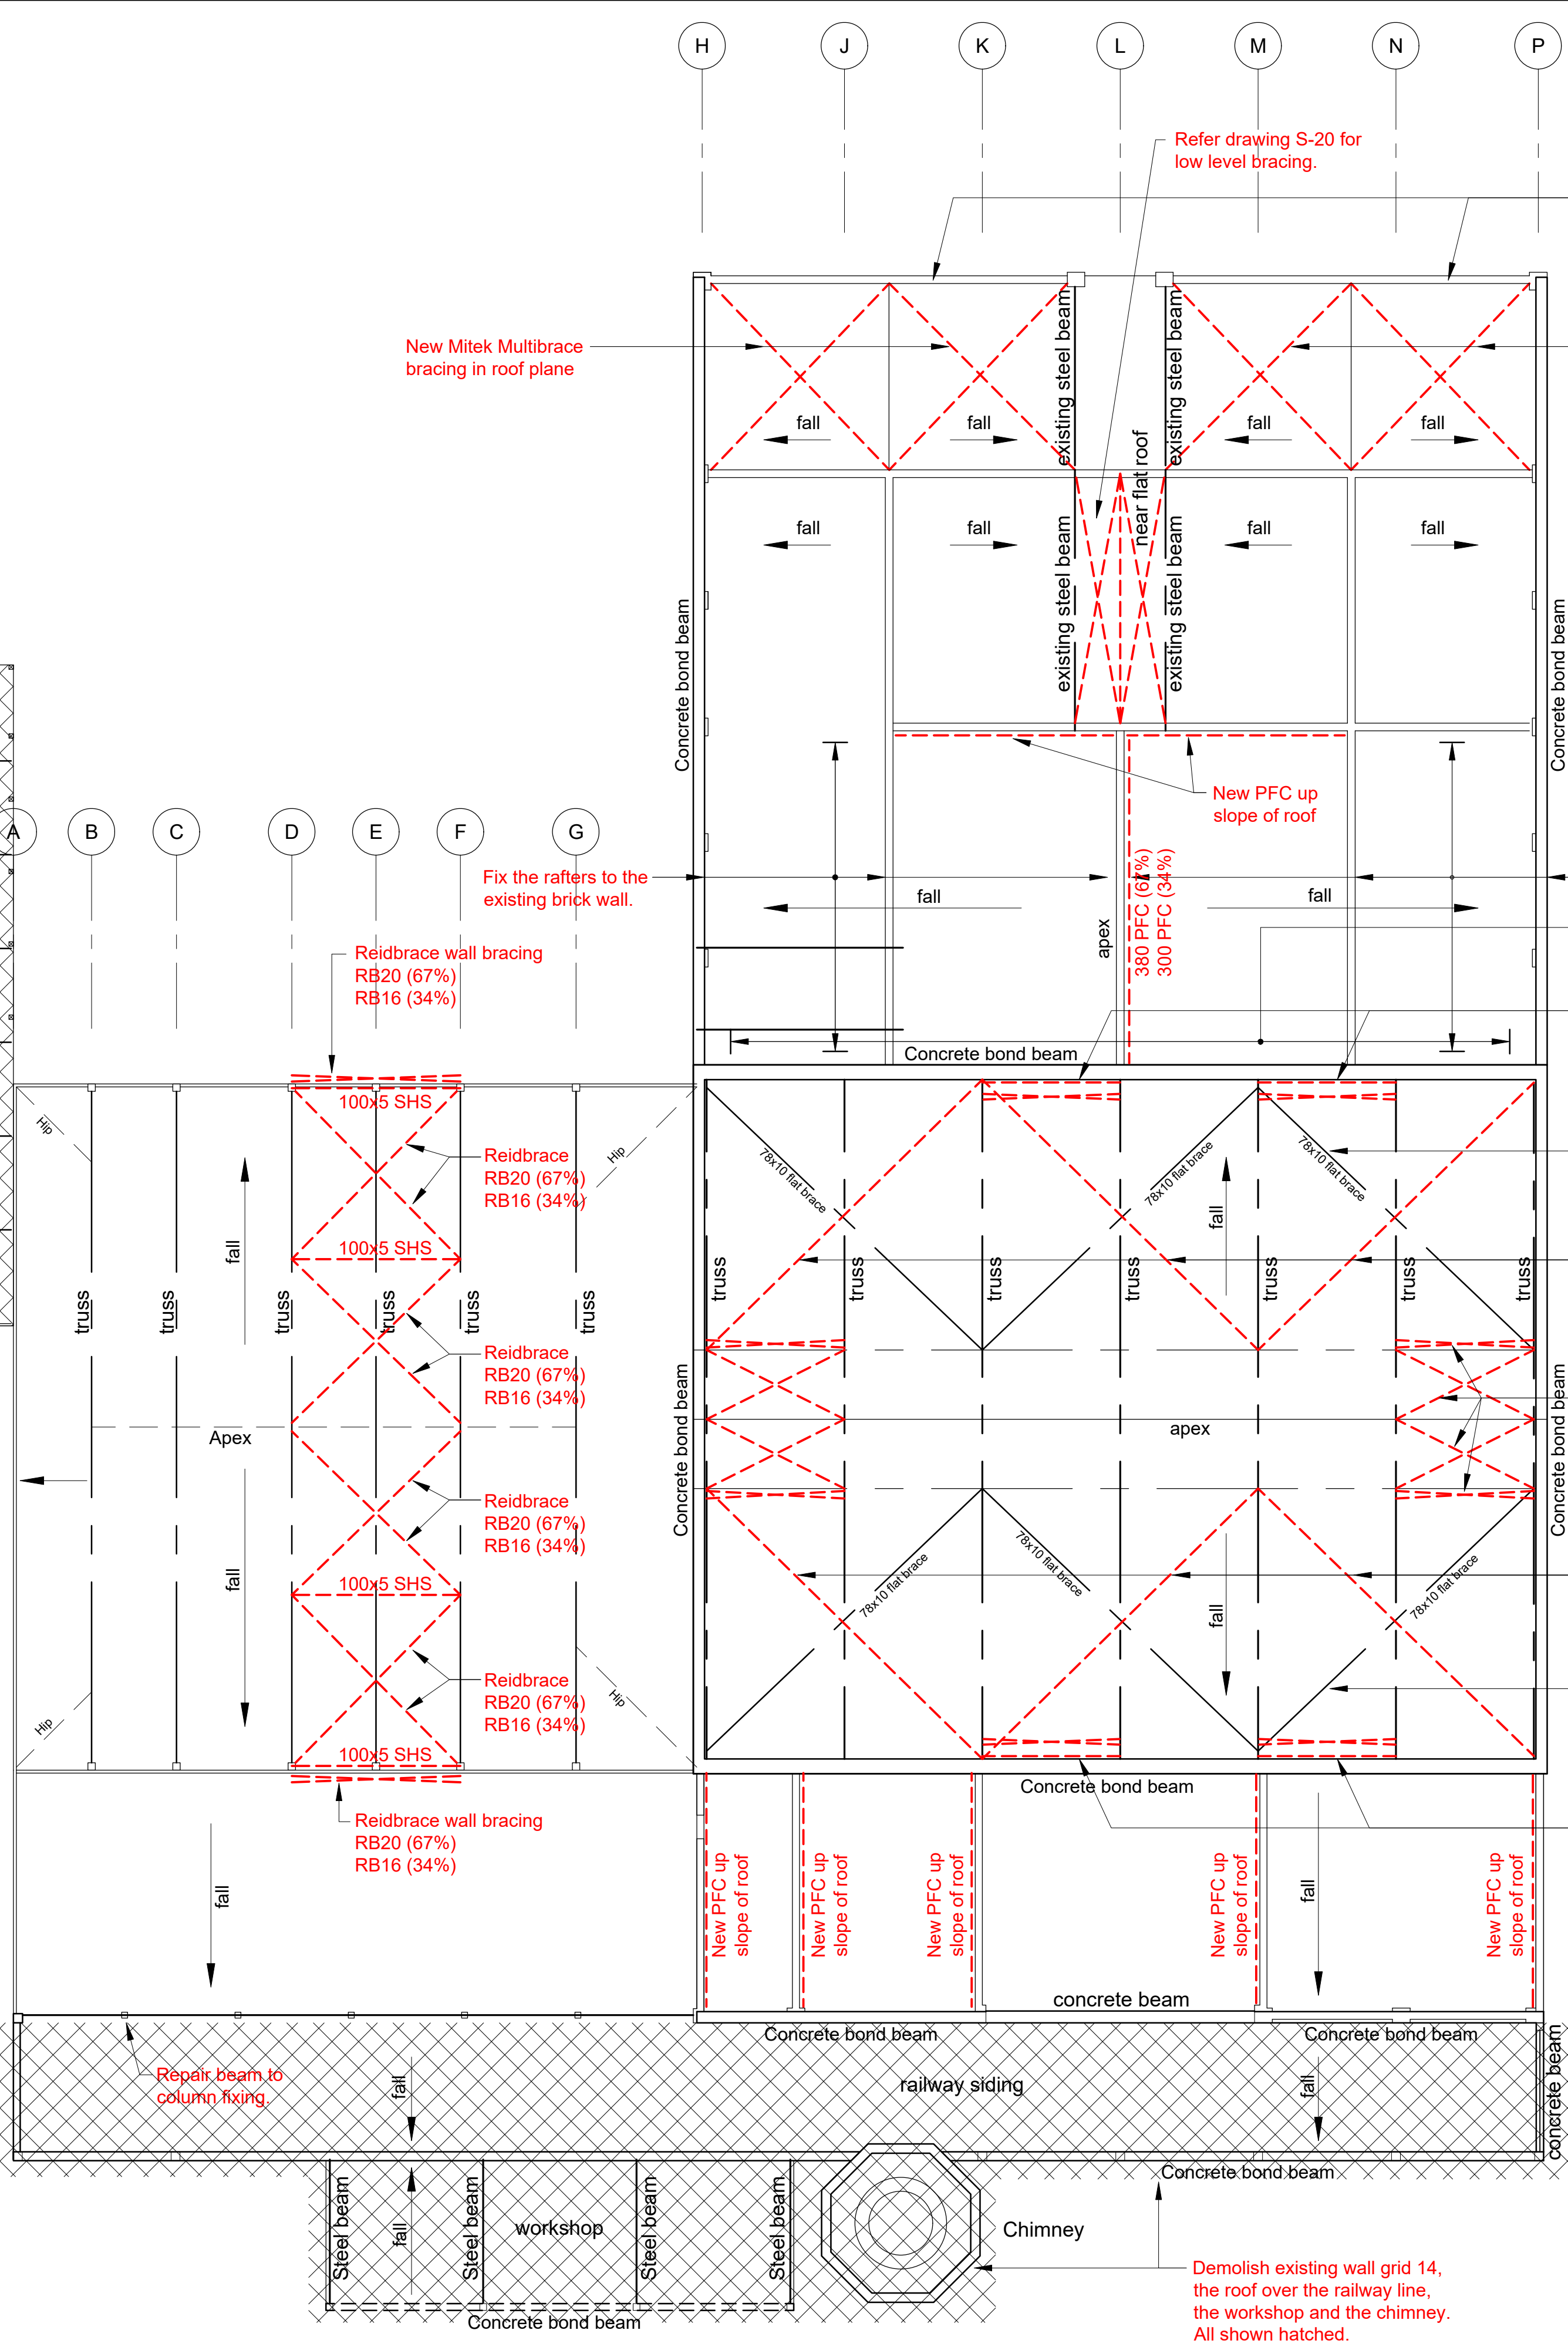 H
J
K
L
M
N
P
Refer drawing S-20 for
low level bracing.
New Mitek Multibrace
bracing in roof plane
existing steel beam
existing steel beam
near flat roof
fall
fall
fall
fall
fall
fall
fall
fall
existing steel beam
existing steel beam
Concrete bond beam
Concrete bond beam
New PFC up
slope of roof
A
B
C
D
E
F
G
Fix the rafters to the
existing brick wall.
fall
fall
apex
380 PFC (67%)
300 PFC (34%)
Reidbrace wall bracing
RB20 (67%)
RB16 (34%)
Concrete bond beam
100x5 SHS
Hip
Hip
Reidbrace
RB20 (67%)
RB16 (34%)
78x10 flat brace
78x10 flat brace
78x10 flat brace
fall
fall
100x5 SHS
truss
truss
truss
truss
truss
truss
truss
truss
truss
truss
truss
truss
truss
Reidbrace
RB20 (67%)
RB16 (34%)
Concrete bond beam
Concrete bond beam
Apex
apex
Reidbrace
RB20 (67%)
RB16 (34%)
78x10 flat brace
78x10 flat brace
78x10 flat brace
fall
fall
100x5 SHS
Reidbrace
RB20 (67%)
RB16 (34%)
Hip
Hip
100x5 SHS
Concrete bond beam
Reidbrace wall bracing
RB20 (67%)
RB16 (34%)
fall
New PFC up
slope of roof
New PFC up
slope of roof
New PFC up
slope of roof
New PFC up
slope of roof
fall
New PFC up
slope of roof
concrete beam
Concrete bond beam
Concrete bond beam
concrete beam
Repair beam to
column fixing.
fall
railway siding
fall
Concrete bond beam
Steel beam
fall
Steel beam
workshop
Steel beam
Steel beam
Chimney
Concrete bond beam
Demolish existing wall grid 14,
the roof over the railway line,
the workshop and the chimney.
All shown hatched.